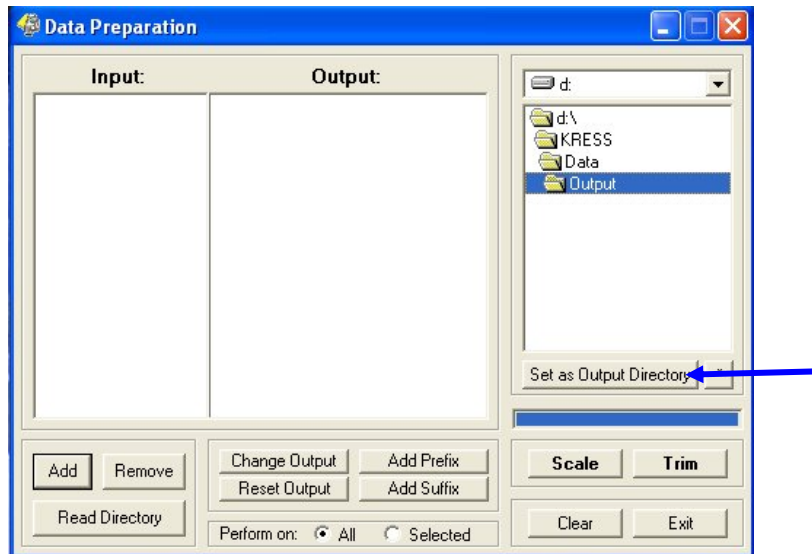 Data Preparation
Input:
Output:
d:
d:\
KRESS
Data
Output
Set as Output Directory
Add
Remove
Read Directory
Change Output
Add Prefix
Reset Output
Add Suffix
Perform on:
All
Selected
Scale
Trim
Clear
Exit